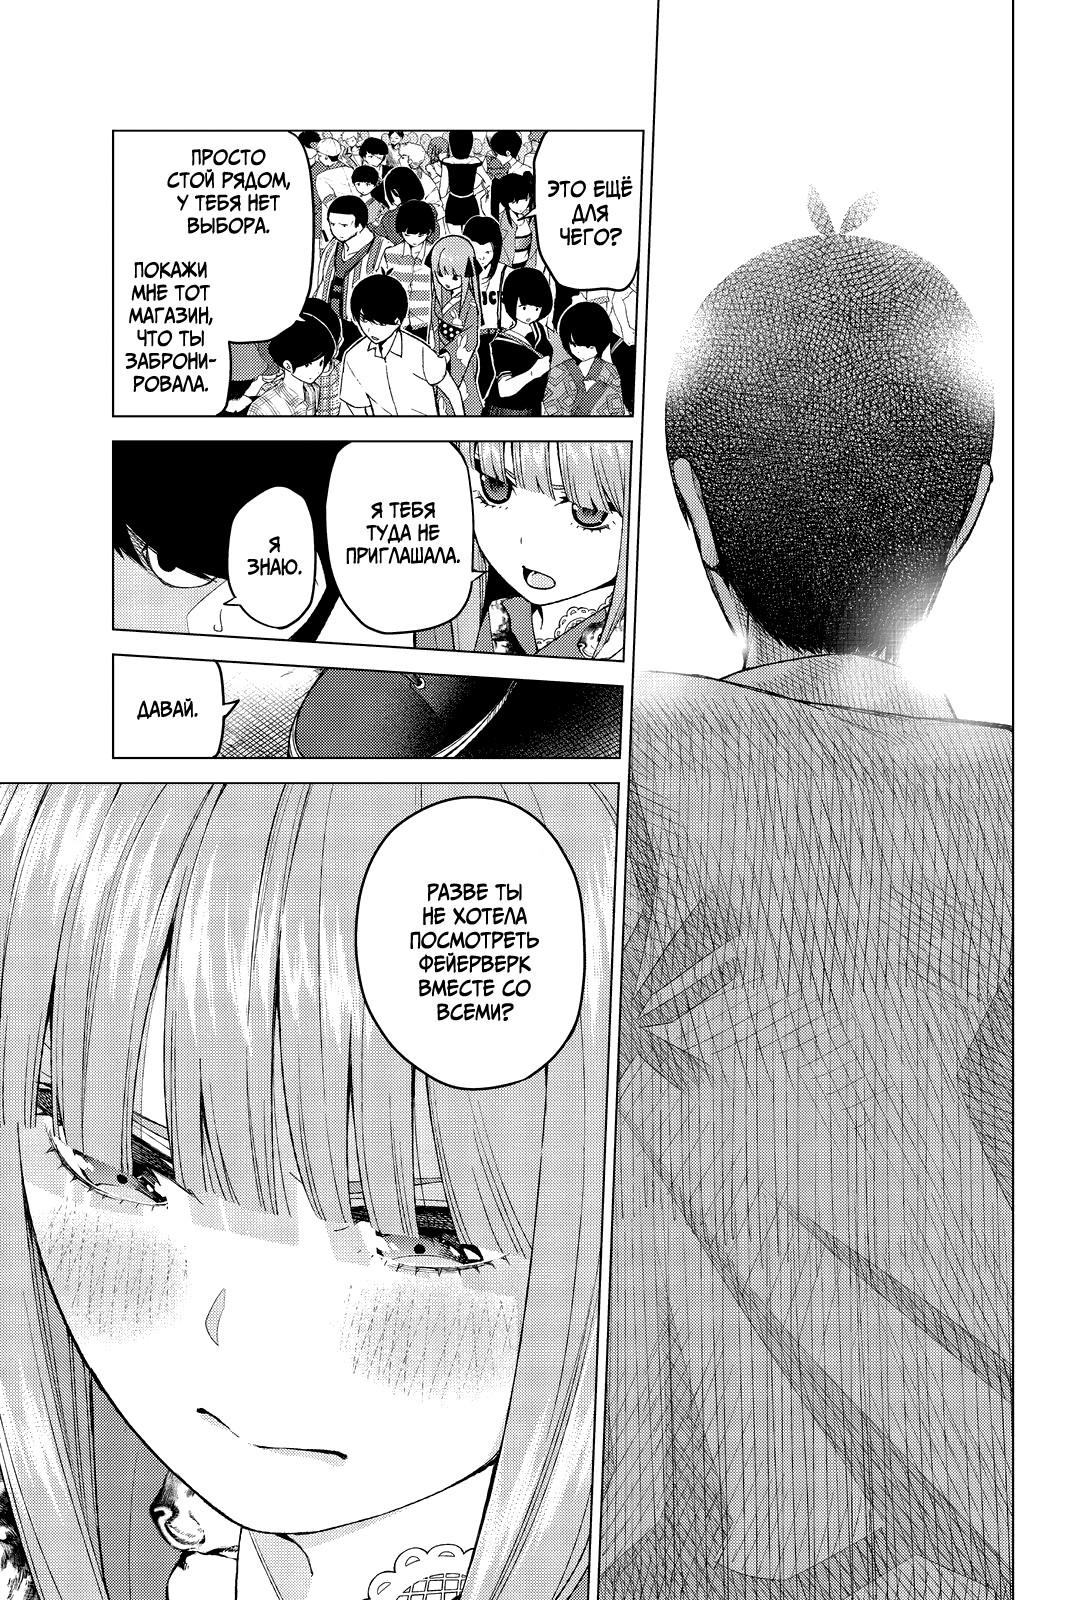 ЭТО ЕЩЁ
ДЛЯ
ЧЕГО?
ПРОСТО
СТОЙ РЯДОМ,
У ТЕБЯ НЕТ
ВЫБОРА.
ПОКАЖИ
МНЕ ТОТ
МАГАЗИН,
ЧТО ТЫ
ЗАБРОНИ-
РОВАЛА.
Я ТЕБЯ
ТУДА НЕ
ПРИГЛАШАЛА.
Я
ЗНАЮ.
ДАВАЙ.
РАЗВЕ ТЫ
НЕ ХОТЕЛА
ПОСМОТРЕТЬ
ФЕЙЕРВЕРК
ВМЕСТЕ СО
ВСЕМИ?